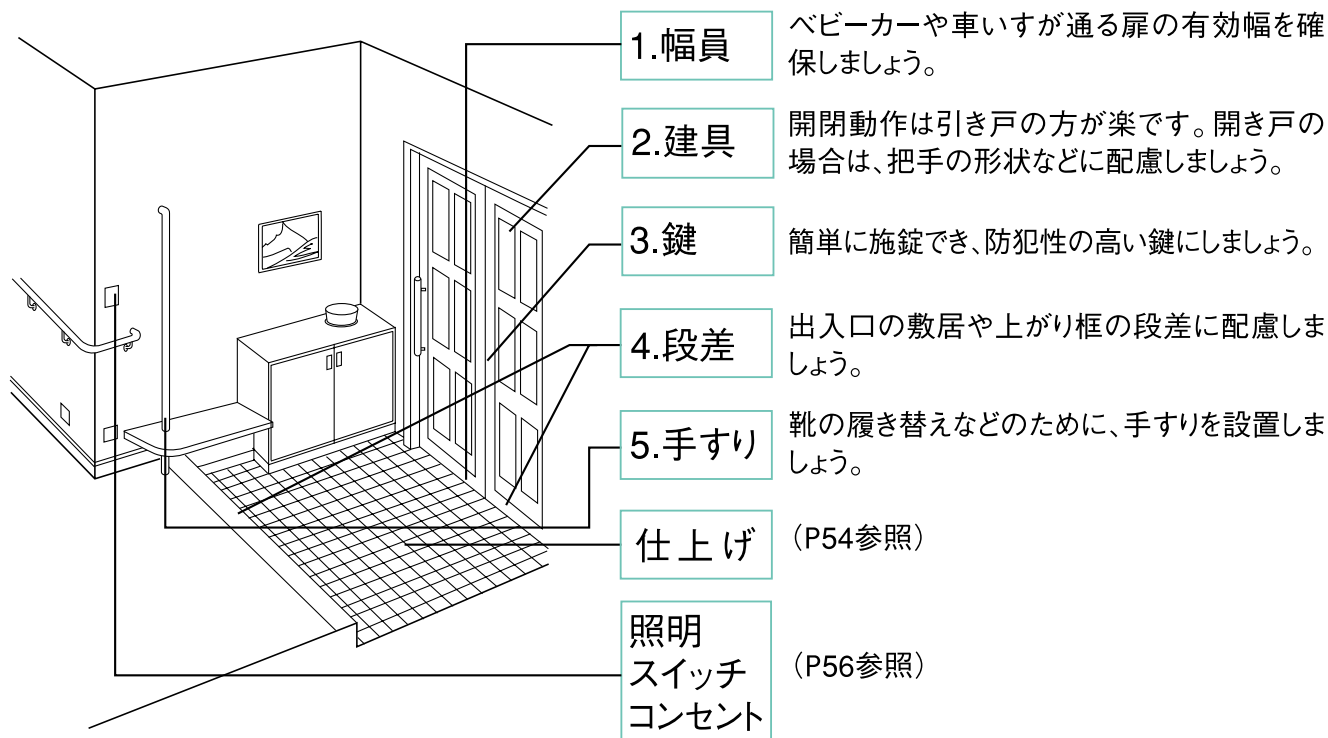 1.幅員
ベビーカーや車いすが通る扉の有効幅を確
保しましょう。
2.建具
開閉動作は引き戸の方が楽です。開き戸の
場合は、把手の形状などに配慮しましょう。
3.鍵
簡単に施錠でき、防犯性の高い鍵にしましょう。
4.段差
出入口の敷居や上がり框の段差に配慮しま
しょう。
5.手すり
靴の履き替えなどのために、手すりを設置しま
しょう。
仕上げ
（P54参照）
照明
スイッチ
コンセント
（P56参照）